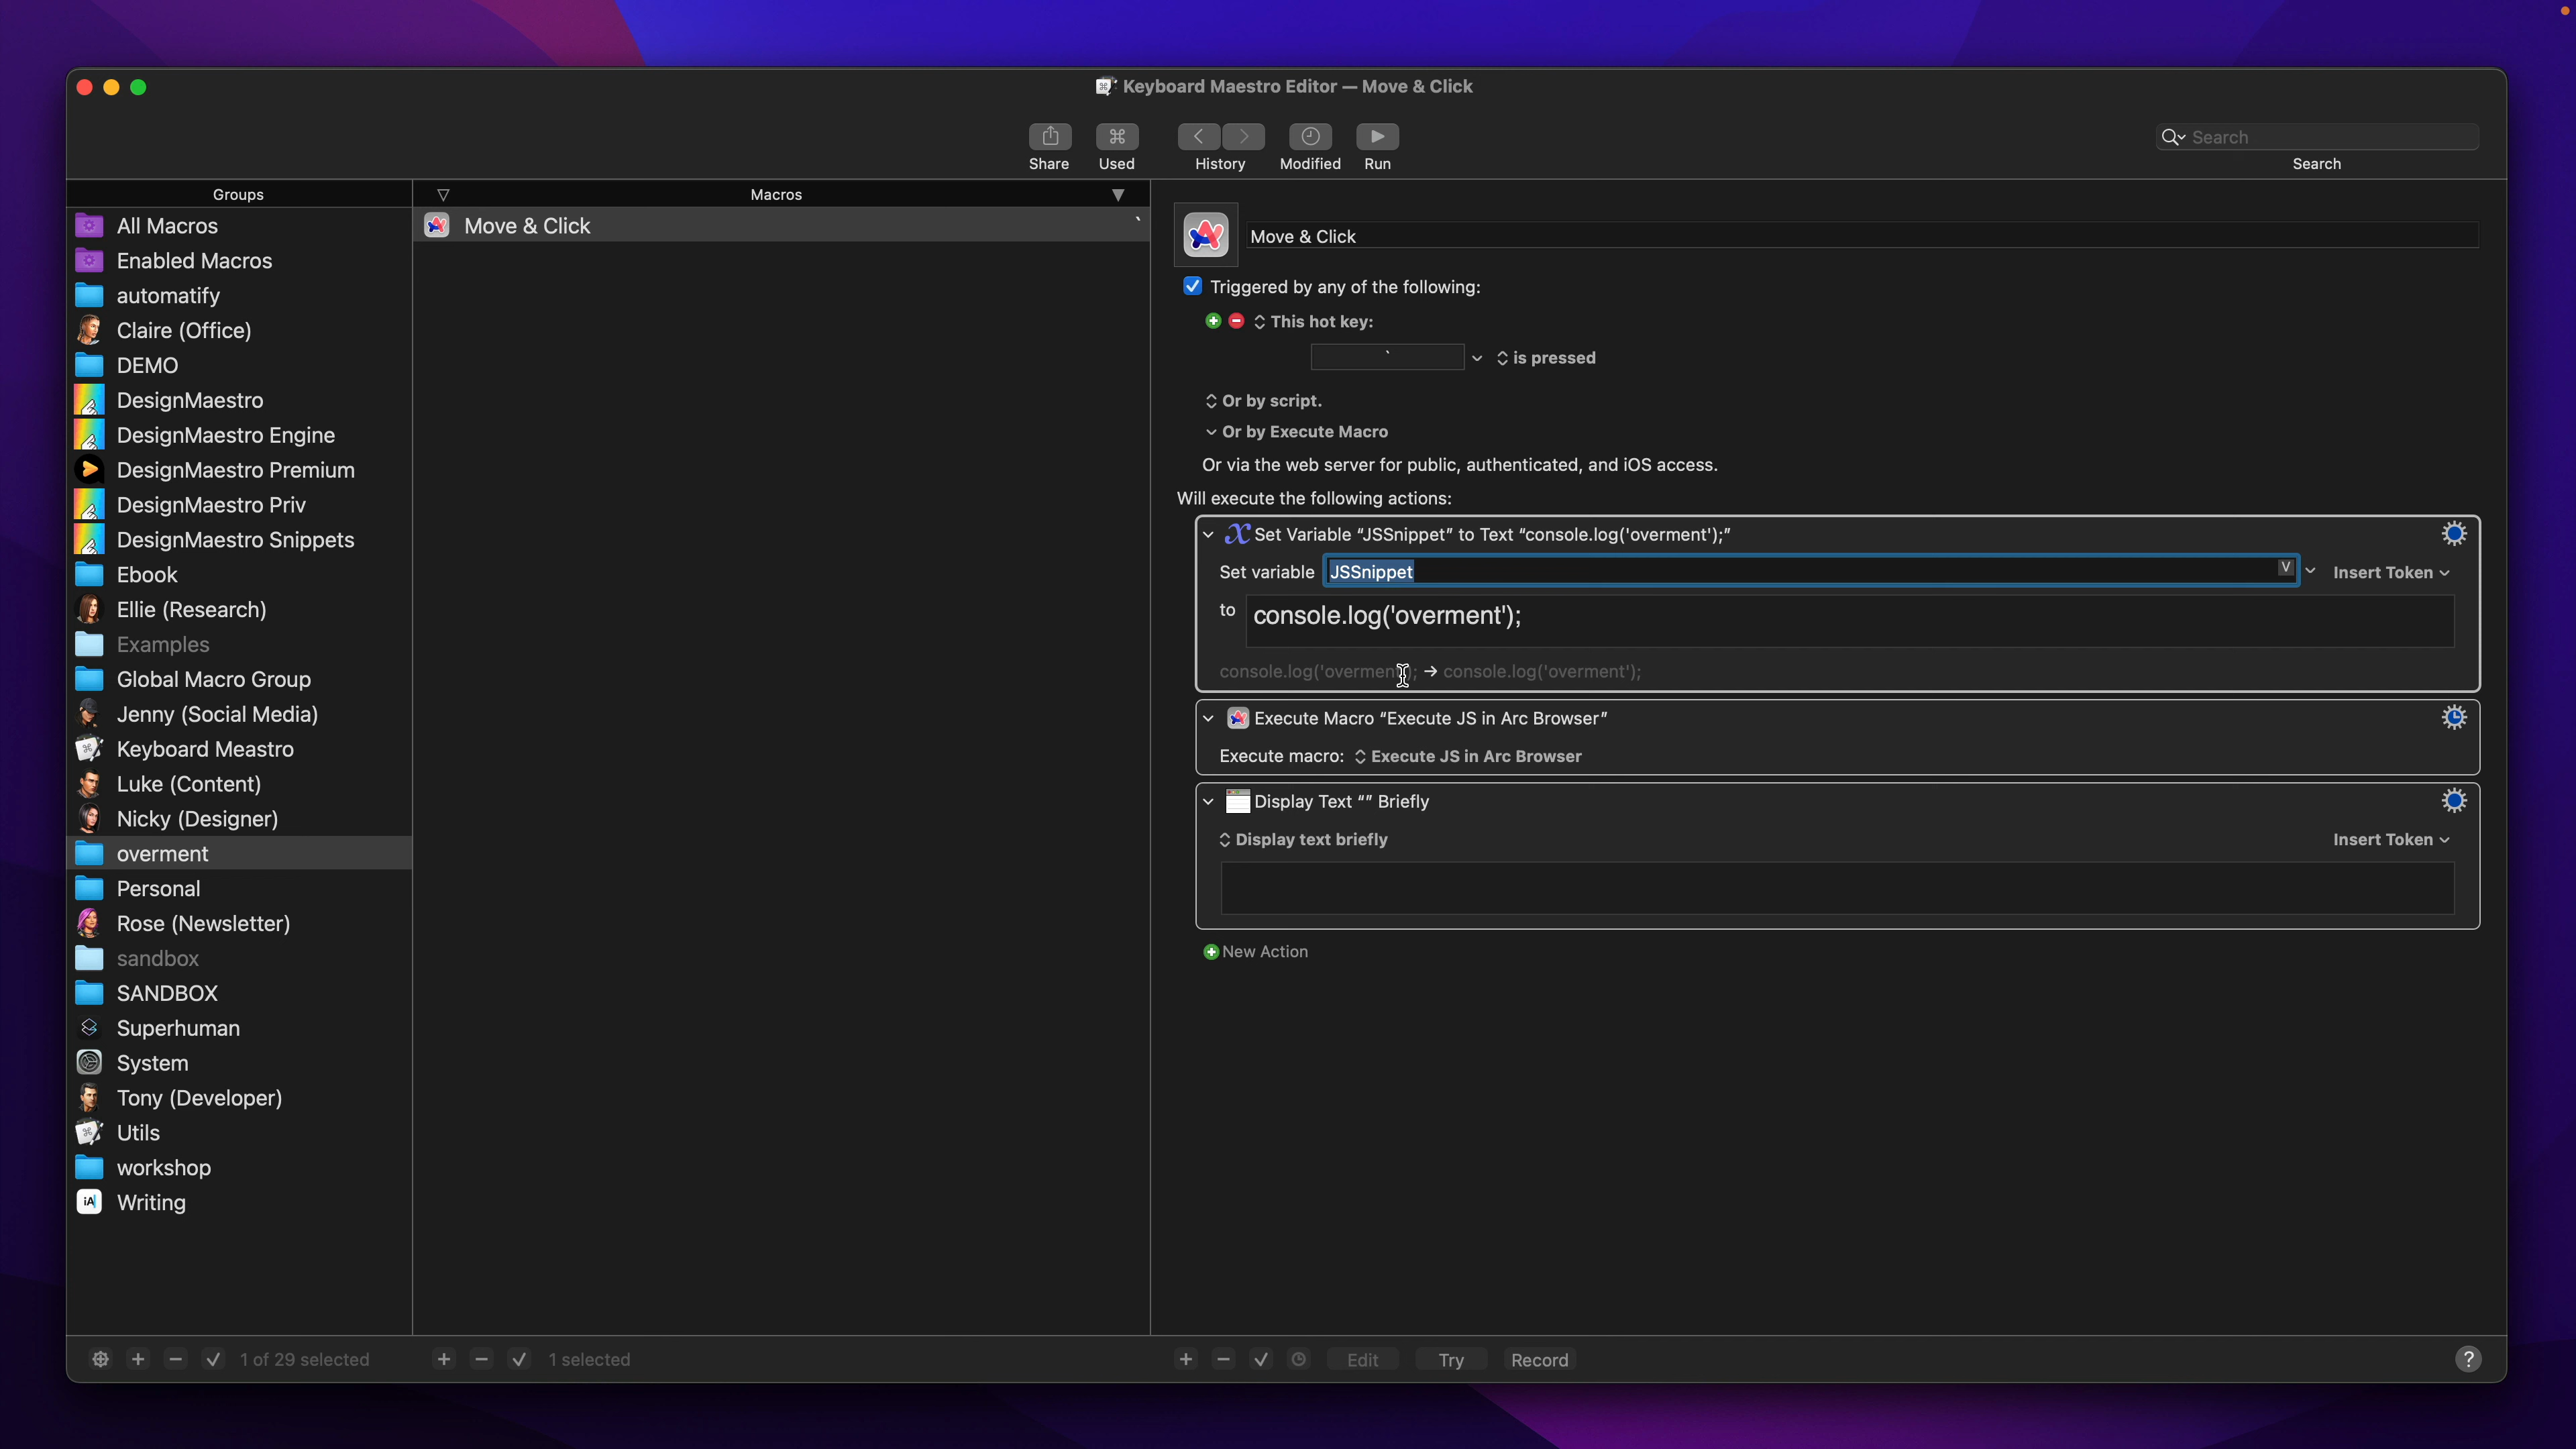 Keyboard Maestro Editor — Move & Click
Share
Used
History
Modified
Run
Search
Search
Groups
All Macros
Enabled Macros
automatify
Claire (Office)
DEMO
DesignMaestro
DesignMaestro Engine
DesignMaestro Premium
DesignMaestro Priv
DesignMaestro Snippets
Ebook
Ellie (Research)
Examples
Global Macro Group
Jenny (Social Media)
Keyboard Meastro
Luke (Content)
Nicky (Designer)
overment
Personal
Rose (Newsletter)
sandbox
SANDBOX
Superhuman
System
Tony (Developer)
Utils
workshop
iA Writing
1 of 29 selected
Macros
Move & Click `
1 selected
Move & Click
Triggered by any of the following:
This hot key:
` is pressed
Or by script.
Or by Execute Macro
Or via the web server for public, authenticated, and iOS access.
Will execute the following actions:
Set Variable “JSSnippet” to Text “console.log('overment');”
Set variable JSSnippet V Insert Token
to console.log('overment');
console.log('overment'); → console.log('overment');
Execute Macro “Execute JS in Arc Browser”
Execute macro: Execute JS in Arc Browser
Display Text “” Briefly
Display text briefly Insert Token
New Action
Edit Try Record ?